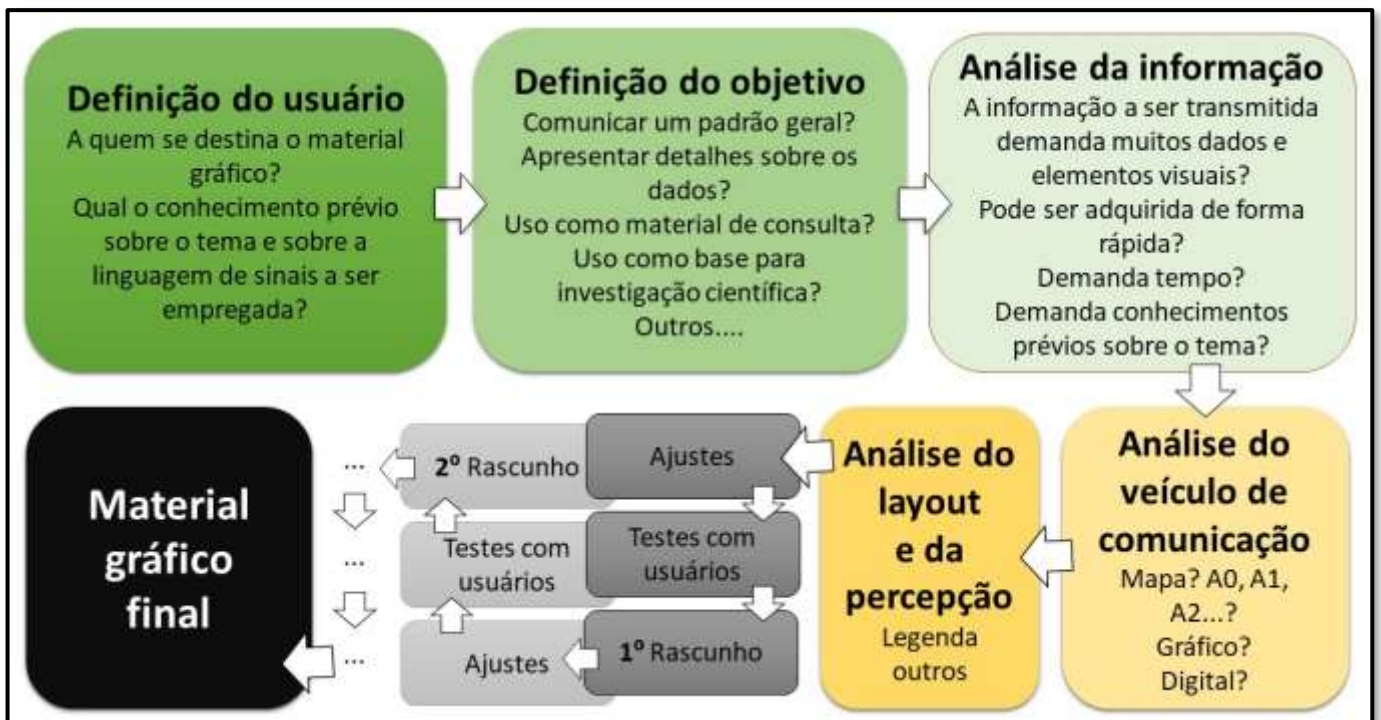 Definição do usuário
A quem se destina o material
gráfico?
Qual o conhecimento prévio
sobre o tema e sobre a
linguagem de sinais a ser
empregada?
Definição do objetivo
Comunicar um padrão geral?
Apresentar detalhes sobre os
dados?
Uso como material de consulta?
Uso como base para
investigação científica?
Outros....
Análise da informação
A informação a ser transmitida
demanda muitos dados e
elementos visuais?
Pode ser adquirida de forma
rápida?
Demanda tempo?
Demanda conhecimentos
prévios sobre o tema?
Análise do
veículo de
comunicação
Mapa? A0, A1,
A2...?
Gráfico?
Digital?
Análise do
layout
e da
percepção
Legenda
outros
Ajustes
Testes com
usuários
1º Rascunho
Ajustes
Testes com
usuários
2º Rascunho
...
...
...
Material
gráfico
final